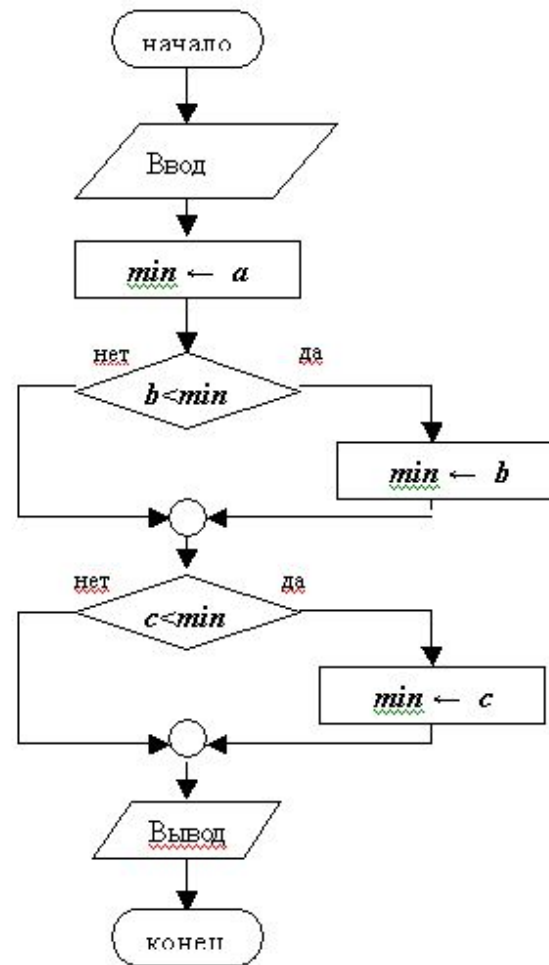 начало
Ввод
min ← a
нет да
b<min
min ← b
нет да
c<min
min ← c
Вывод
конец